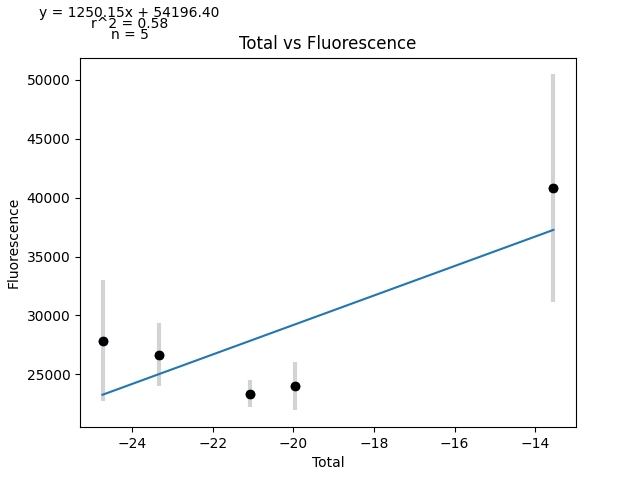 y = 1250.15x + 54196.40
r^2 = 0.58
n = 5
Total vs Fluorescence
50000
45000
40000
35000
30000
25000
Fluorescence
−24
−22
−20
−18
−16
−14
Total